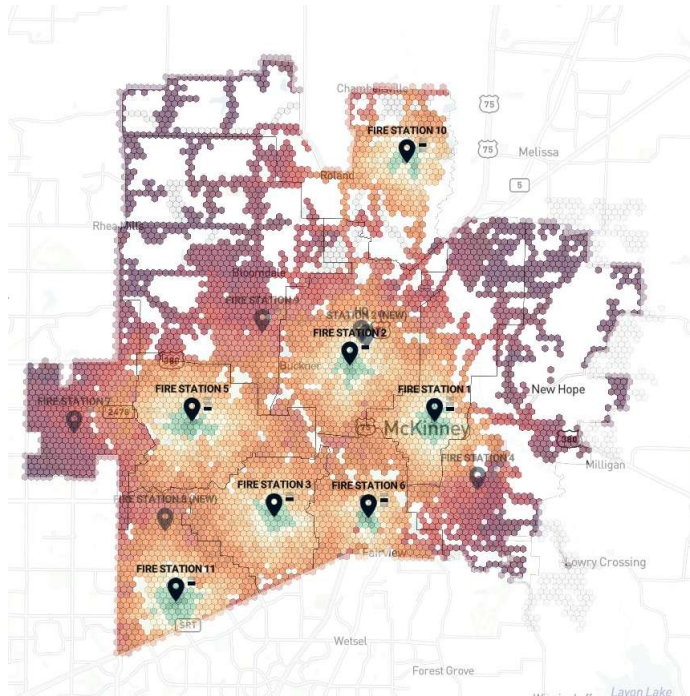 Chambersville
75
FIRE STATION 10
75
Melissa
5
Roland
Bloomdale
FIRE STATION 9
STATION 2 (NEW)
FIRE STATION 2
380
Buckner
FIRE STATION 5
FIRE STATION 1
New Hope
FIRE STATION 7
2478
McKinney
380
FIRE STATION 4
Milligan
FIRE STATION 3
FIRE STATION 6
FIRE STATION 8 (NEW)
Fairview
Lowry Crossing
FIRE STATION 11
SRT
Wetsel
Forest Grove
Lavon Lake